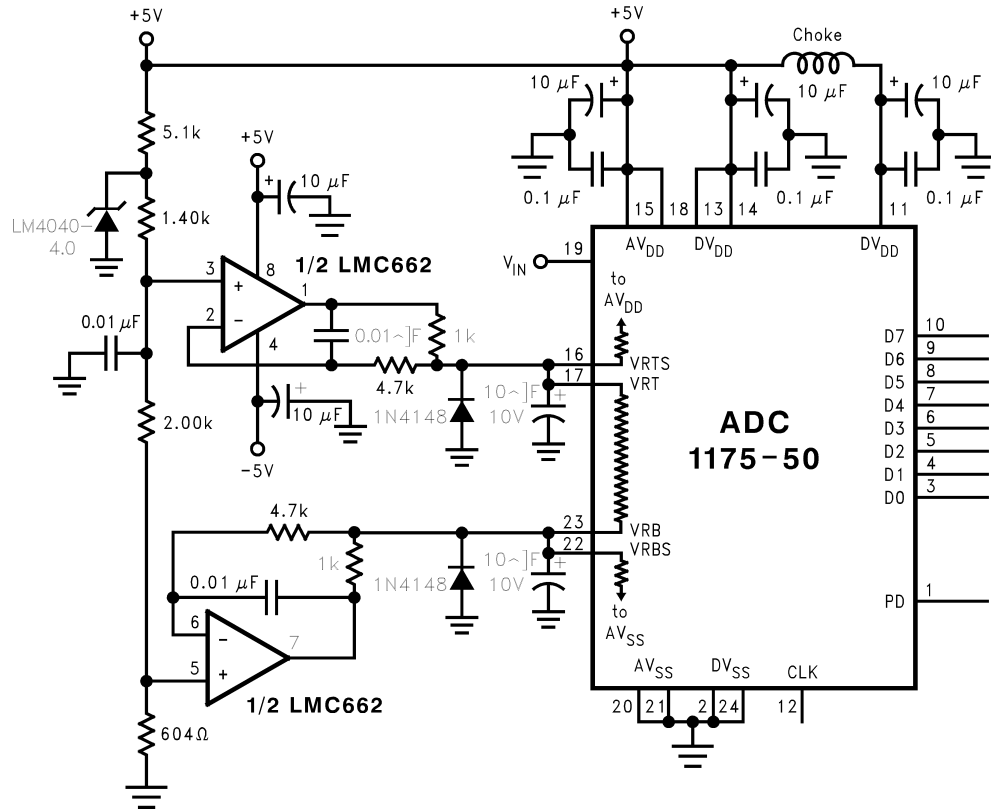 +5V
+5V
Choke
10 μF
+
+
10 μF
+
10 μF
5.1k
+5V
0.1 μF
0.1 μF
0.1 μF
+
10 μF
LM4040-
4.0
1.40k
15
18
13
14
11
AVDD
DVDD
DVDD
VIN
19
1/2 LMC662
3
+
8
1
2
-
4
to
AVDD
0.01 μF
0.01~]F
1k
4.7k
16
VRTS
17
VRT
D7
10
D6
9
D5
8
D4
7
D3
6
D2
5
D1
4
D0
3
2.00k
+
10 μF
1N4148
10~]F
+
10V
-5V
ADC
1175-50
4.7k
23
VRB
22
VRBS
1k
0.01 μF
1N4148
10~]F
+
10V
to
AVSS
PD
1
6
-
7
5
+
1/2 LMC662
604Ω
AVSS
DVSS
CLK
20
21
2
24
12